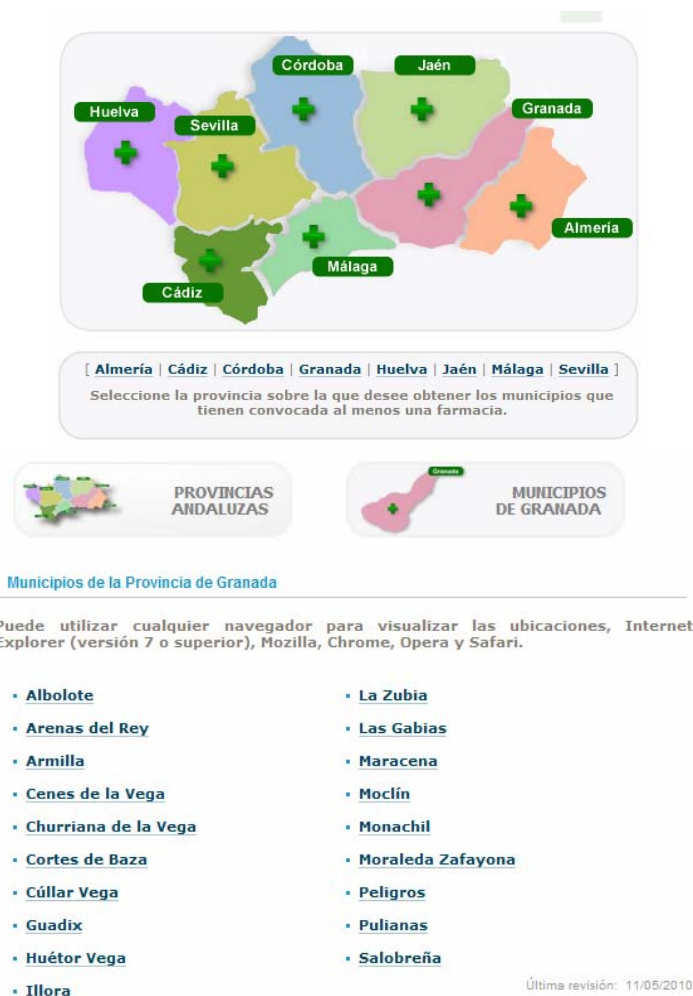 Córdoba
Jaén
Huelva
Sevilla
Granada
Almería
Málaga
Cádiz
[ Almería | Cádiz | Córdoba | Granada | Huelva | Jaén | Málaga | Sevilla ]
Seleccione la provincia sobre la que desee obtener los municipios que
tienen convocada al menos una farmacia.
PROVINCIAS
ANDALUZAS
Granada
MUNICIPIOS
DE GRANADA
Municipios de la Provincia de Granada
Puede utilizar cualquier navegador para visualizar las ubicaciones, Internet
Explorer (versión 7 o superior), Mozilla, Chrome, Opera y Safari.
Albolote
Arenas del Rey
Armilla
Cenes de la Vega
Churriana de la Vega
Cortes de Baza
Cúllar Vega
Guadix
Huétor Vega
Illora
La Zubia
Las Gabias
Maracena
Moclín
Monachil
Moraleda Zafayona
Peligros
Pulianas
Salobreña
Última revisión: 11/05/2010